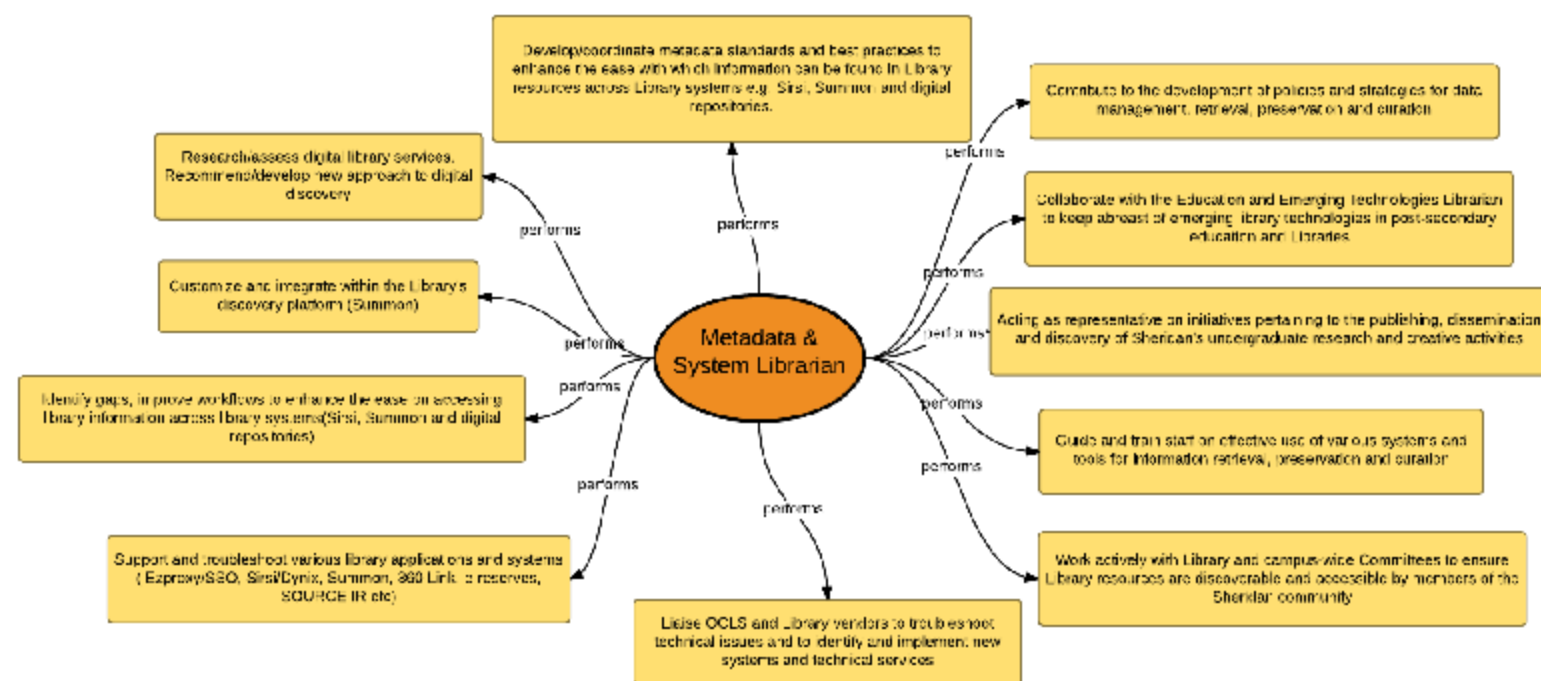 Develop/coordinate metadata standards and best practices to
enhance the ease with which information can be found in Library
resources across Library systems e.g. Sirsi, Summon and digital
repositories.
Contribute to the development of policies and strategies for data
management, retrieval, preservation and curation
performs
Research/assess digital library services.
Recommend/develop new approach to digital
discovery
Collaborate with the Education and Emerging Technologies Librarian
to keep abreast of emerging library technologies in post-secondary
education and Libraries
performs
performs
performs
Customize and integrate within the Library's
discovery platform (Summon)
performs
Acting as representative on initiatives pertaining to the publishing, dissemination
and discovery of Sheridan's undergraduate research and creative activities
performs
Metadata &
System Librarian
performs
Identify gaps, improve workflows to enhance the ease on accessing
library information across library systems(Sirsi, Summon and digital
repositories)
performs
Guide and train staff on effective use of various systems and
tools for information retrieval, preservation and curation
performs
performs
performs
Support and troubleshoot various library applications and systems
( Ezproxy/SSO, Sirsi/Dynix, Summon, 360 Link, e reserves,
SOURCE IR etc)
Work actively with Library and campus-wide Committees to ensure
Library resources are discoverable and accessible by members of the
Sheridan community
Liaise OCLS and Library vendors to troubleshoot
technical issues and to identify and implement new
systems and technical services